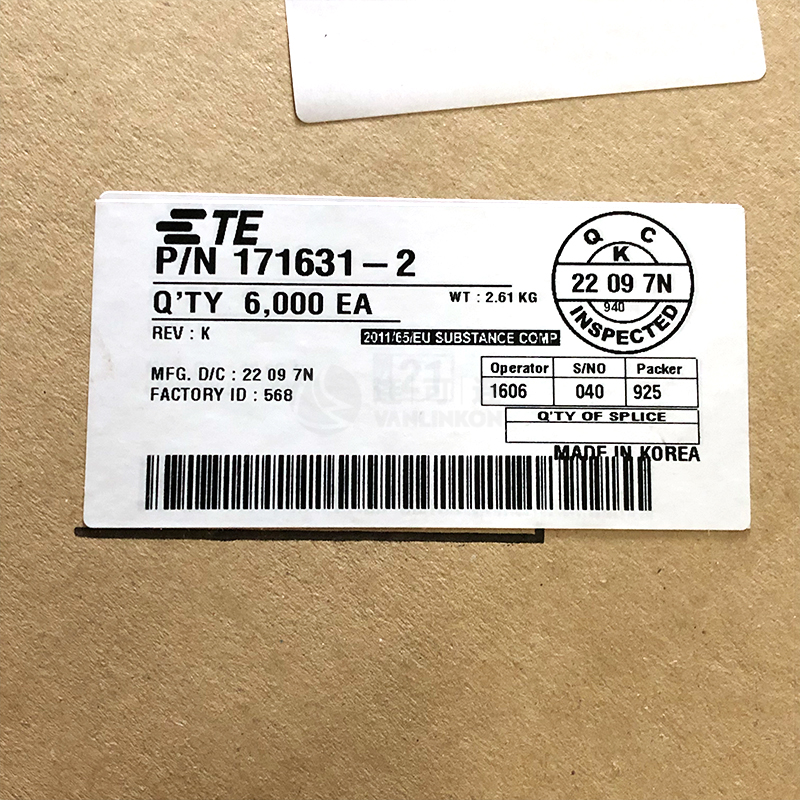 TE
P/N 171631-2
Q'TY 6,000 EA
WT : 2.61 KG
REV : K
2011/65/EU SUBSTANCE COMP
Q C
K
22 09 7N
940
INSPECTED
MFG. D/C : 22 09 7N
FACTORY ID : 568
Operator S/NO Packer
1606 040 925
Q'TY OF SPLICE
MADE IN KOREA
VANLINKON